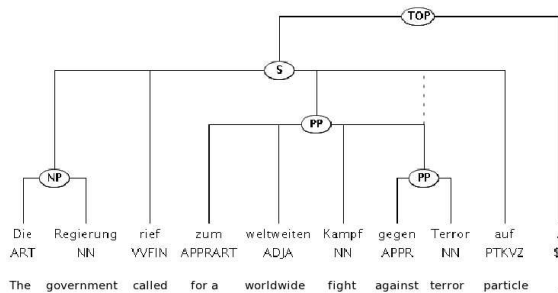 TOP
S
PP
NP PP
Die Regierung rief zum weltweiten Kampf gegen Terror auf
ART NN VVFIN APPRART ADJA NN APPR NN PTKVZ
The government called for a worldwide fight against terror particle